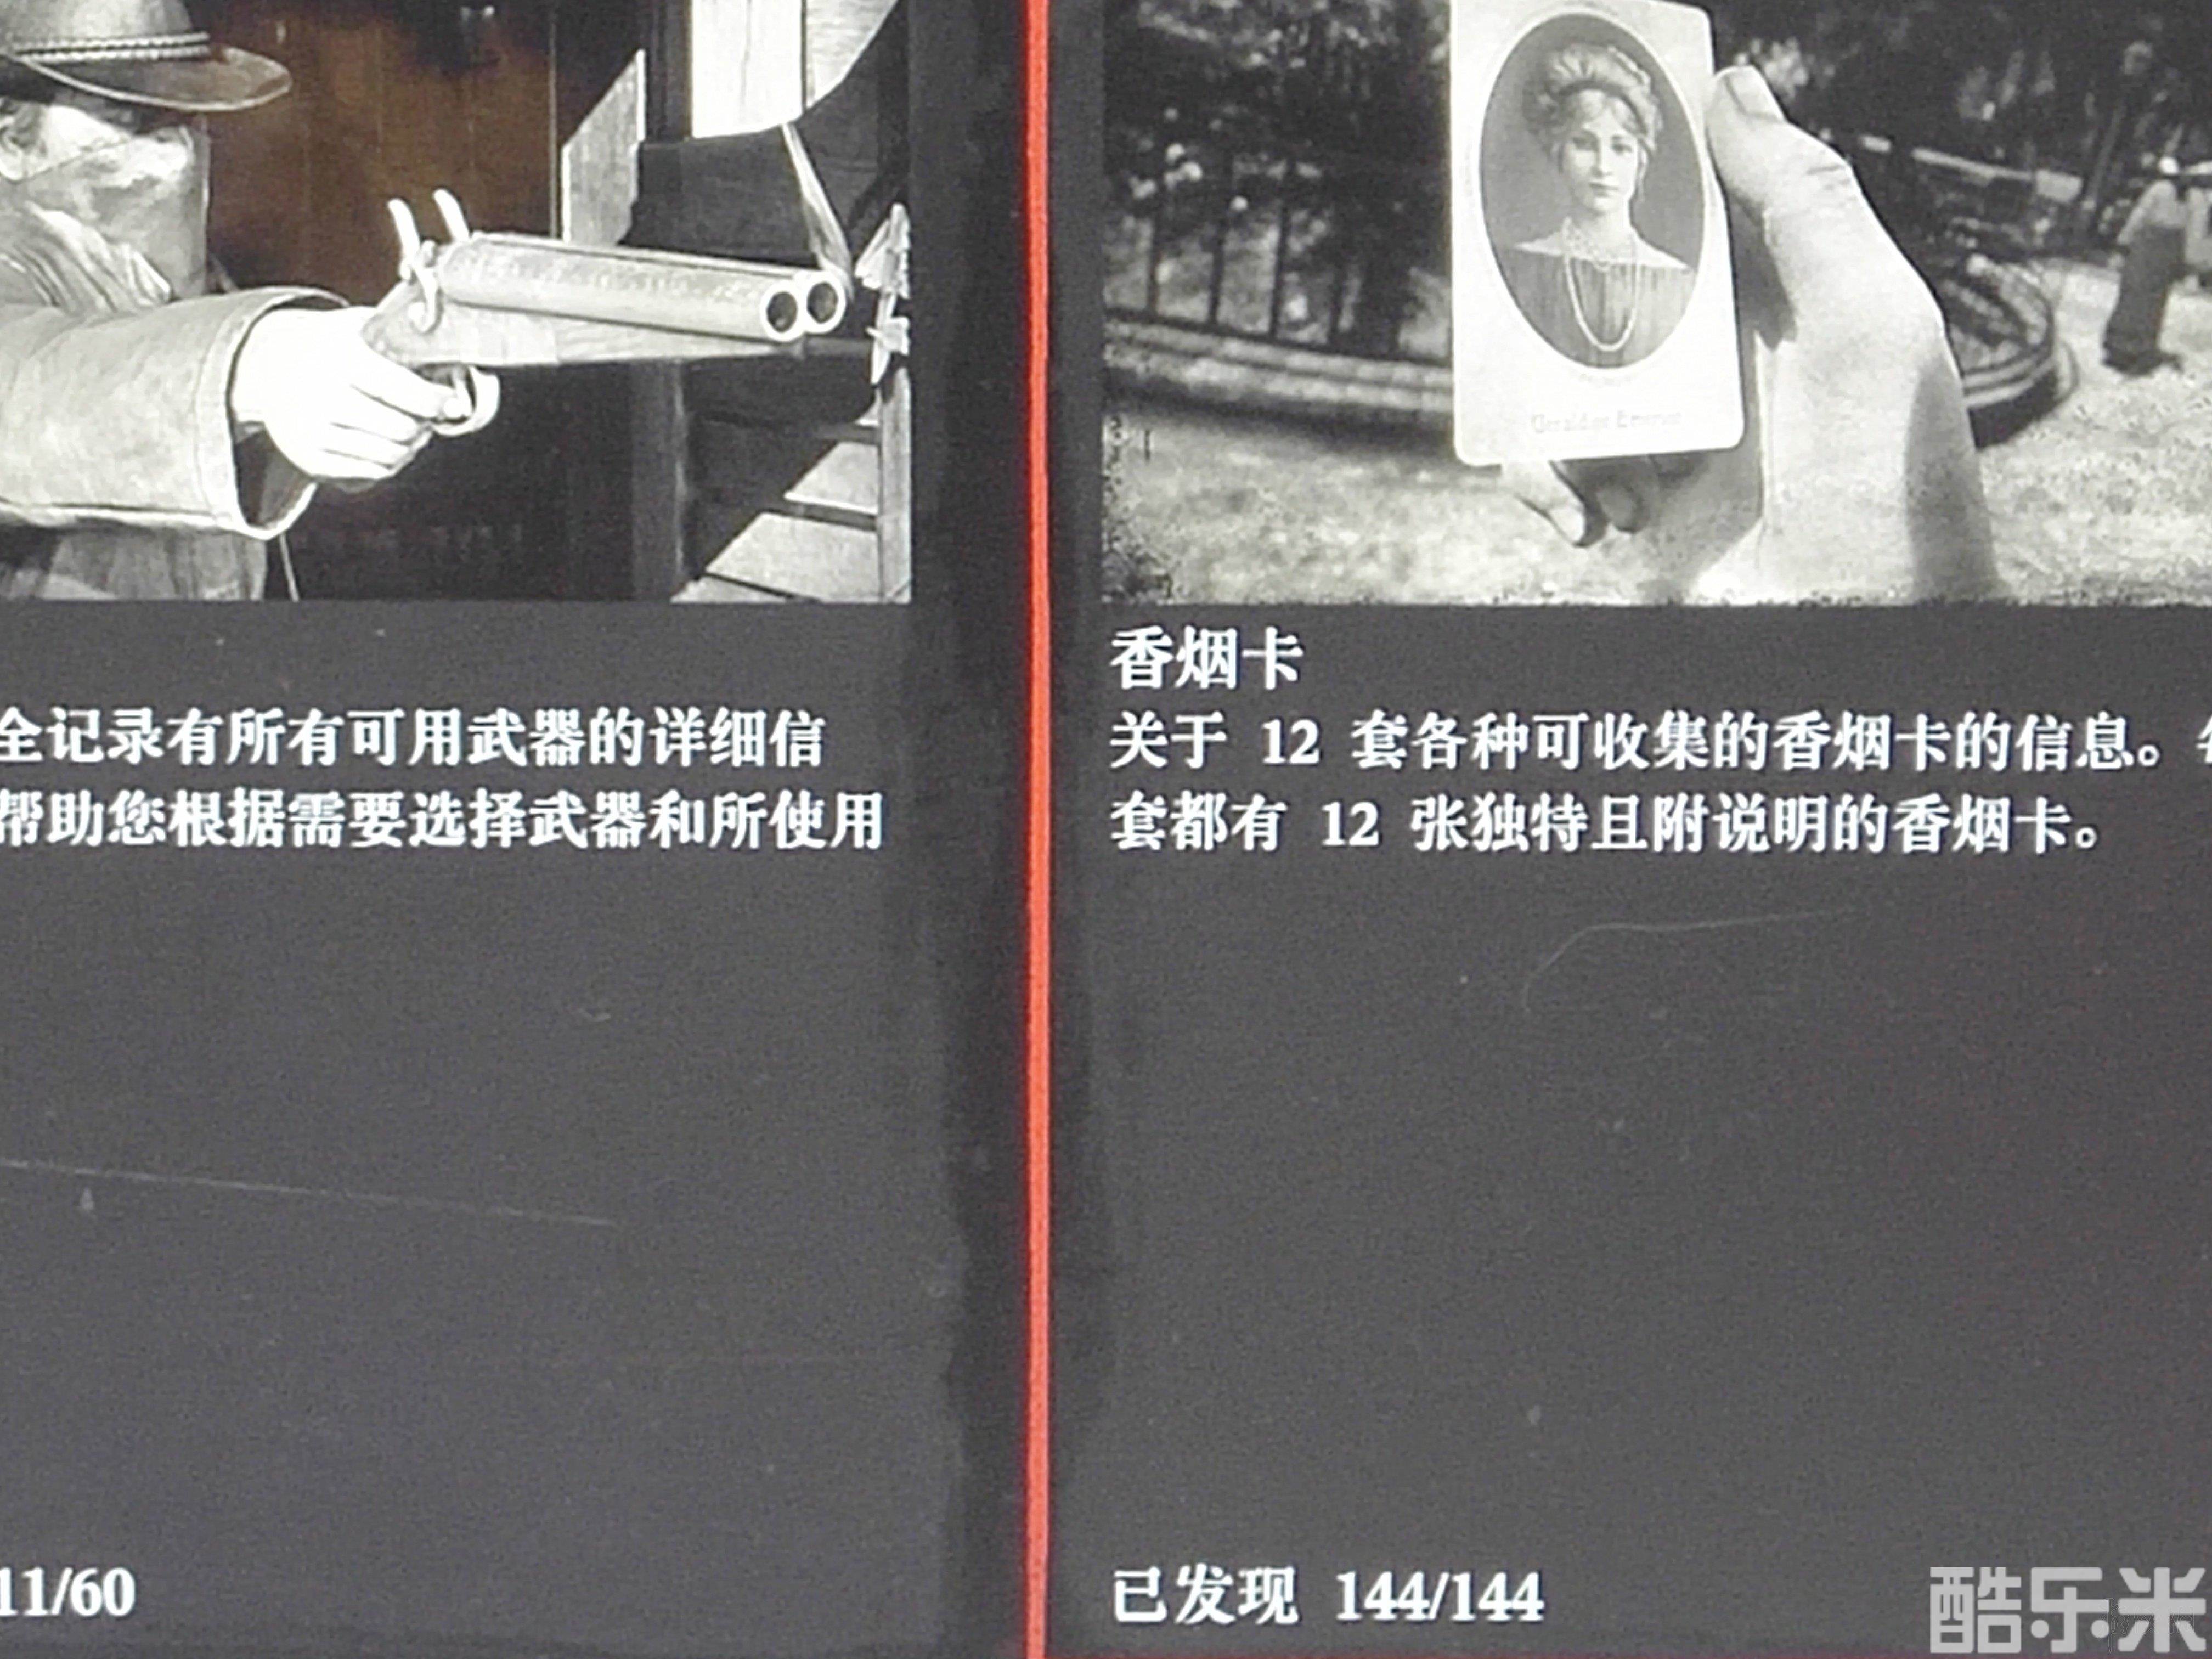 全记录有所有可用武器的详细信
帮助您根据需要选择武器和所使用
11/60
香烟卡
关于 12 套各种可收集的香烟卡的信息。每
套都有 12 张独特且附说明的香烟卡。
已发现 144/144
酷乐米